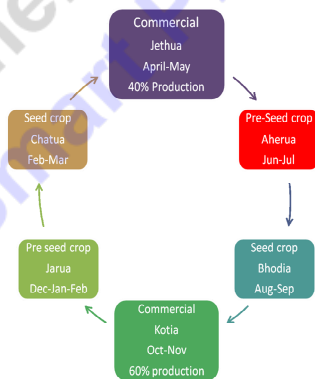 Commercial
Jethua
April-May
40% Production
Pre-Seed crop
Aherua
Jun-Jul
Seed crop
Bhodia
Aug-Sep
Commercial
Kotia
Oct-Nov
60% production
Pre seed crop
Jarua
Dec-Jan-Feb
Seed crop
Chatua
Feb-Mar